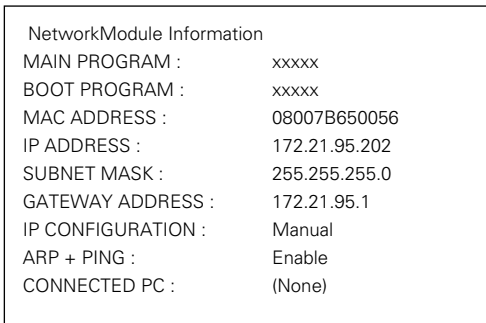 NetworkModule Information
MAIN PROGRAM : xxxxx
BOOT PROGRAM : xxxxx
MAC ADDRESS : 08007B650056
IP ADDRESS : 172.21.95.202
SUBNET MASK : 255.255.255.0
GATEWAY ADDRESS : 172.21.95.1
IP CONFIGURATION : Manual
ARP + PING : Enable
CONNECTED PC : (None)